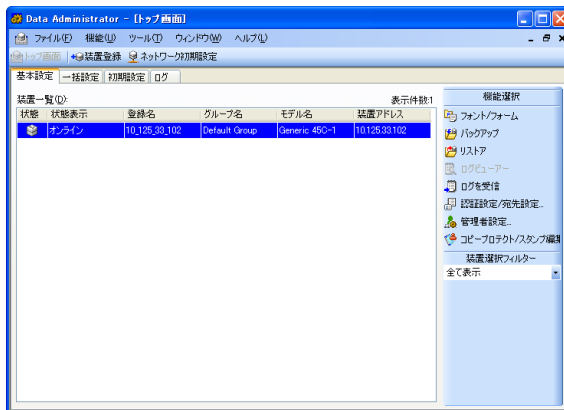 Data Administrator - [トップ画面]
ファイル(F) 機能(U) ツール(T) ウィンドウ(W) ヘルプ(L)
トップ画面 装置登録 ネットワーク初期設定
基本設定 一括設定 初期設定 ログ
装置一覧(D): 表示件数:1
状態 状態表示 登録名 グループ名 モデル名 装置アドレス
オンライン 10_125_33_102 Default Group Generic 45C-1 10.125.33.102
機能選択
フォント/フォーム
バックアップ
リストア
ログビューアー
ログを受信
認証設定/宛先設定..
管理者設定..
コピープロテクト/スタンプ編集
装置選択フィルター
全て表示